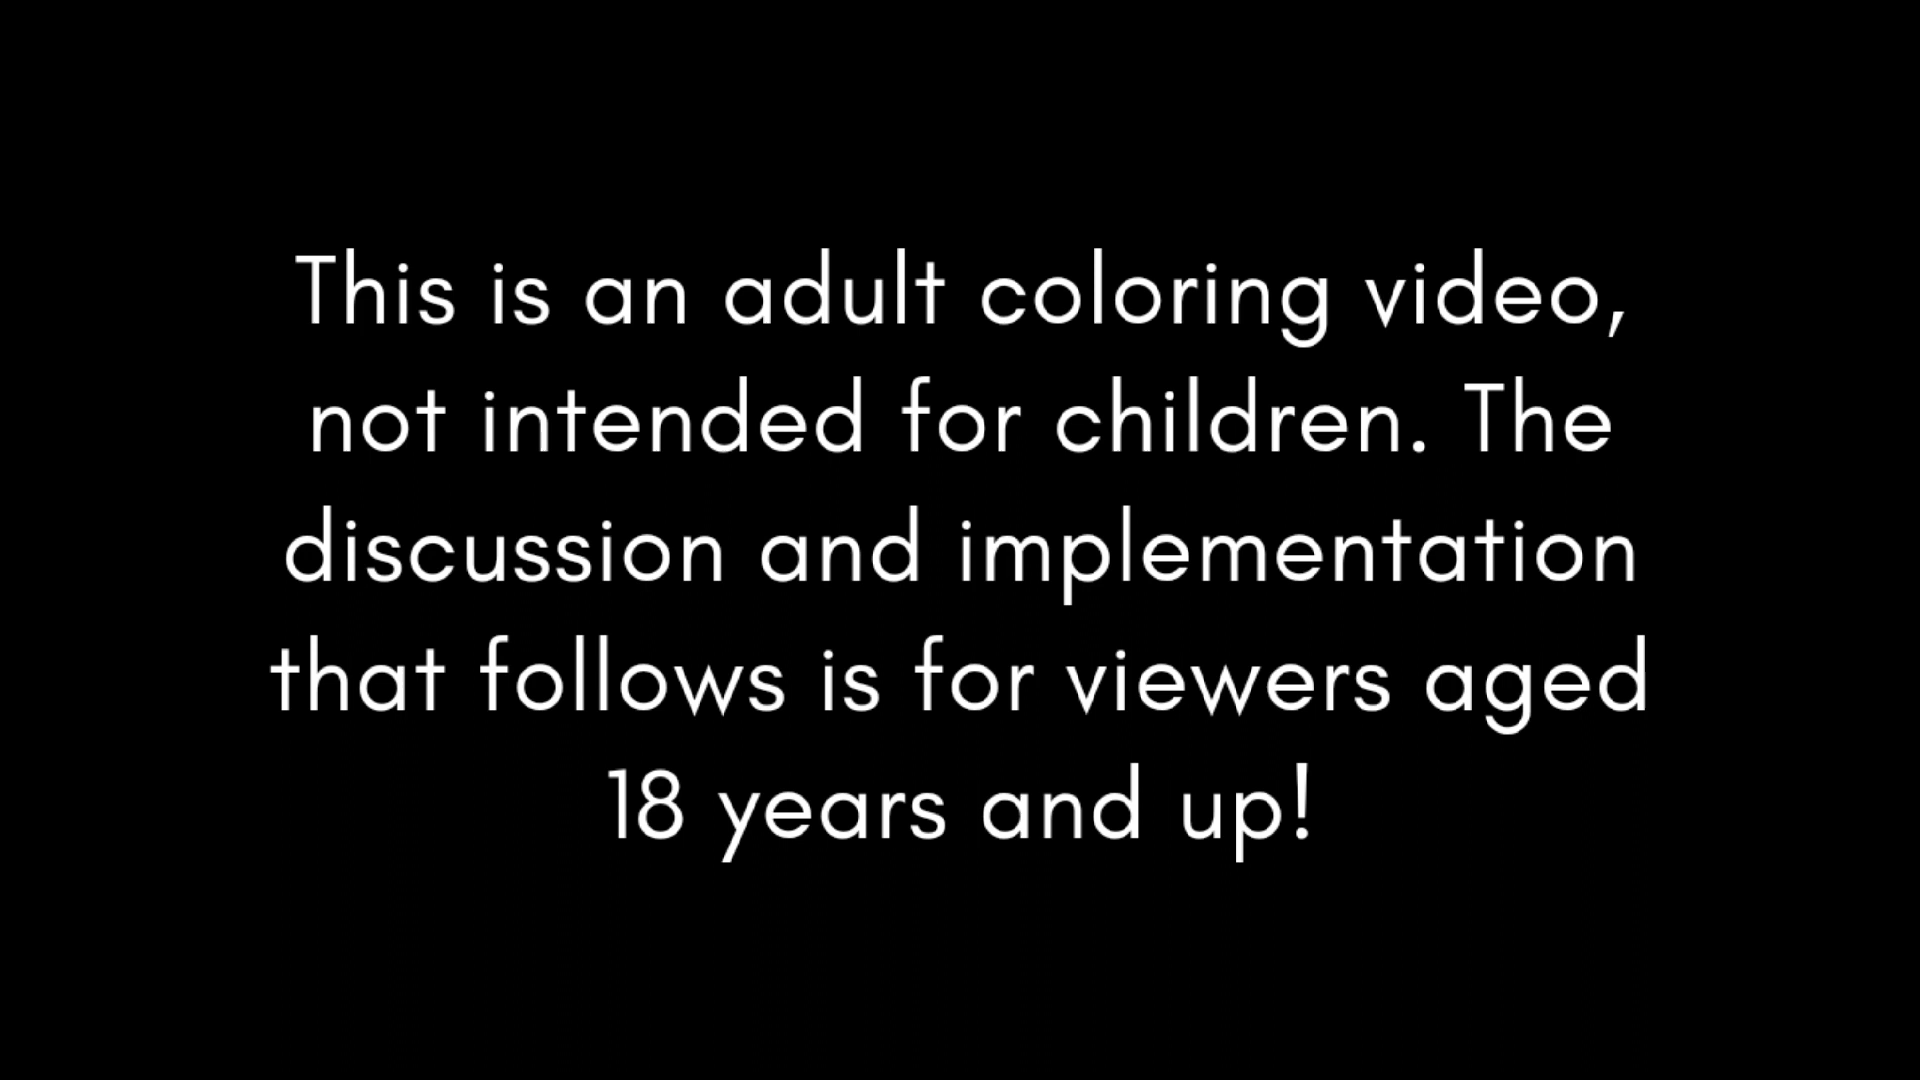 This is an adult coloring video,
not intended for children. The
discussion and implementation
that follows is for viewers aged
18 years and up!